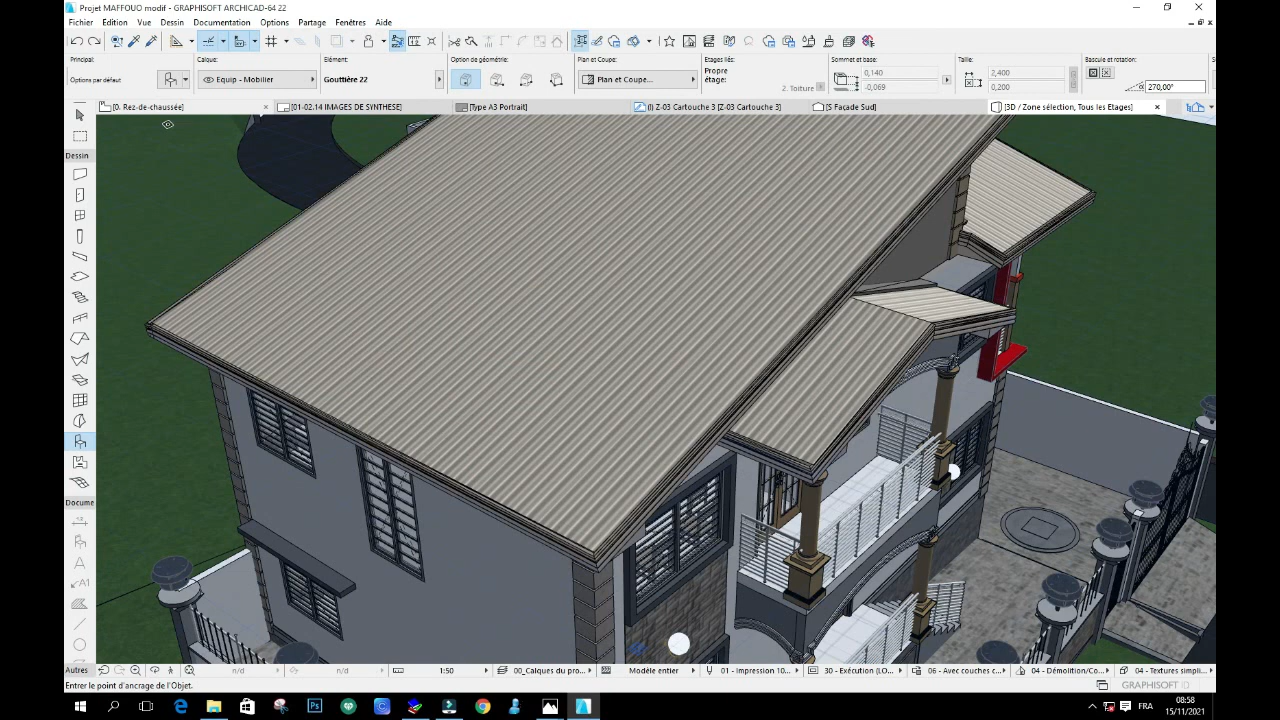 Projet MAFFOUO modif - GRAPHISOFT ARCHICAD-64 22
Fichier Edition Vue Dessin Documentation Options Partage Fenêtres Aide
Principal: Calque: Elément: Option de géométrie: Plan et Coupe: Etages liés: Sommet et base: Taille: Bascule et rotation:
Options par défaut Equip - Mobilier Gouttière 22 Plan et Coupe... Propre étage: 2. Toiture 0,140 -0,069 2,400 0,200 270,00°
[0. Rez-de-chaussée] [01-02.14 IMAGES DE SYNTHESE] [Type A3 Portrait] (!) Z-03 Cartouche 3 [Z-03 Cartouche 3] [S Façade Sud] [3D / Zone sélection, Tous les Etages]
Dessin
Docume
A
A1
Autres n/d n/d 1:50 00_Calques du pro... Modèle entier 01 - Impression 10... 30 - Exécution (LO... 06 - Avec couches c... 04 - Démolition/Co... 04 - Textures simpli...
Entrer le point d'ancrage de l'Objet.
GRAPHISOFT ID
FRA
08:58
15/11/2021